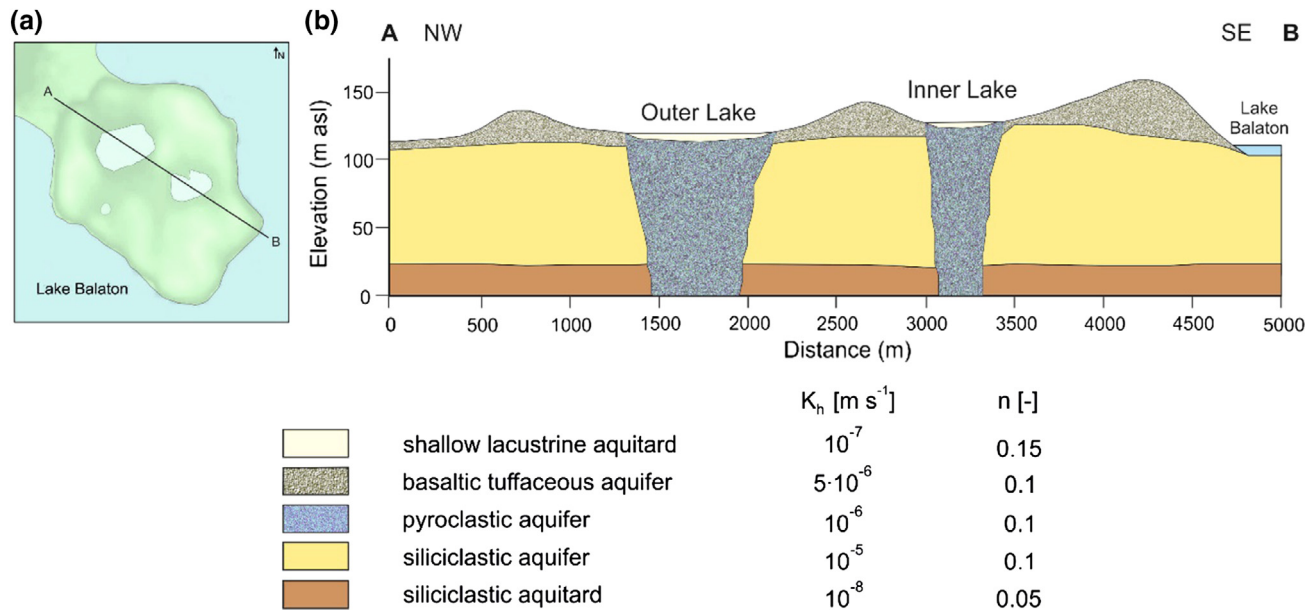 (a)
N
A
B
Lake Balaton
(b)
A NW SE B
Elevation (m asl)
150
100
50
0
Outer Lake
Inner Lake
Lake
Balaton
0 500 1000 1500 2000 2500 3000 3500 4000 4500 5000
Distance (m)
Kh [m s⁻¹] n [-]
shallow lacustrine aquitard 10⁻⁷ 0.15
basaltic tuffaceous aquifer 5·10⁻⁶ 0.1
pyroclastic aquifer 10⁻⁶ 0.1
siliciclastic aquifer 10⁻⁵ 0.1
siliciclastic aquitard 10⁻⁸ 0.05